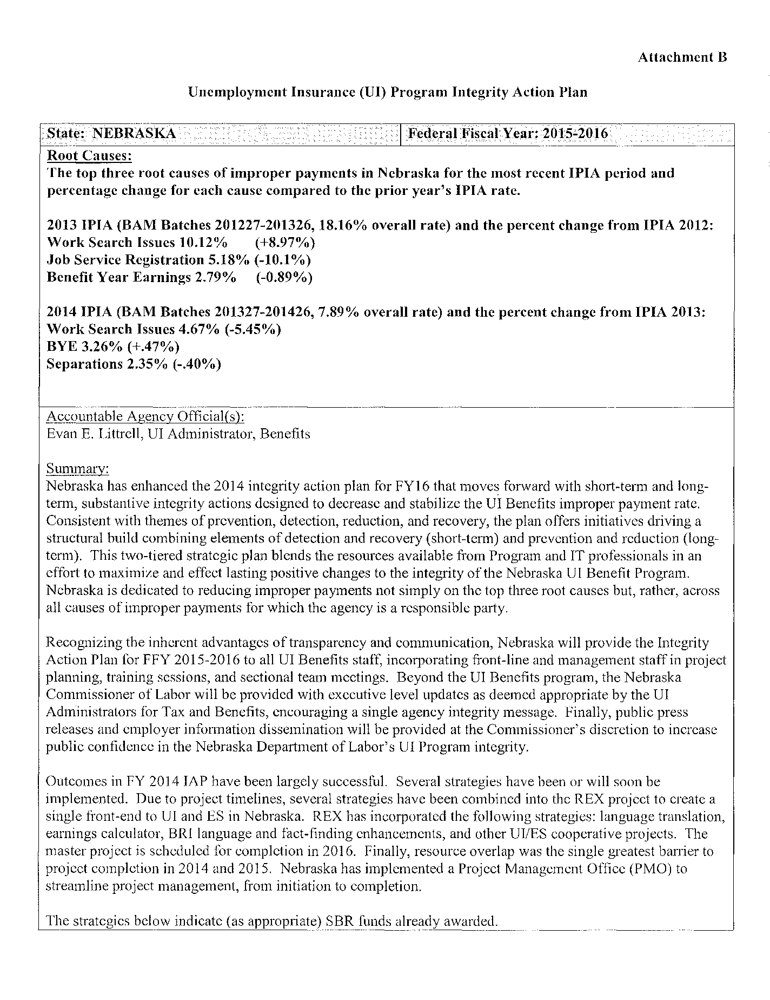 Attachment B
Unemployment Insurance (UI) Program Integrity Action Plan
State: NEBRASKA
Federal Fiscal Year: 2015-2016
Root Causes:
The top three root causes of improper payments in Nebraska for the most recent IPIA period and
percentage change for each cause compared to the prior year's IPIA rate.
2013 IPIA (BAM Batches 201227-201326, 18.16% overall rate) and the percent change from IPIA 2012:
Work Search Issues 10.12% (+8.97%)
Job Service Registration 5.18% (-10.1%)
Benefit Year Earnings 2.79% (-0.89%)
2014 IPIA (BAM Batches 201327-201426, 7.89% overall rate) and the percent change from IPIA 2013:
Work Search Issues 4.67% (-5.45%)
BYE 3.26% (+.47%)
Separations 2.35% (-.40%)
Accountable Agency Official(s):
Evan E. Littrell, UI Administrator, Benefits
Summary:
Nebraska has enhanced the 2014 integrity action plan for FY16 that moves forward with short-term and long-
term, substantive integrity actions designed to decrease and stabilize the UI Benefits improper payment rate.
Consistent with themes of prevention, detection, reduction, and recovery, the plan offers initiatives driving a
structural build combining elements of detection and recovery (short-term) and prevention and reduction (long-
term). This two-tiered strategic plan blends the resources available from Program and IT professionals in an
effort to maximize and effect lasting positive changes to the integrity of the Nebraska UI Benefit Program.
Nebraska is dedicated to reducing improper payments not simply on the top three root causes but, rather, across
all causes of improper payments for which the agency is a responsible party.
Recognizing the inherent advantages of transparency and communication, Nebraska will provide the Integrity
Action Plan for FFY 2015-2016 to all UI Benefits staff, incorporating front-line and management staff in project
planning, training sessions, and sectional team meetings. Beyond the UI Benefits program, the Nebraska
Commissioner of Labor will be provided with executive level updates as deemed appropriate by the UI
Administrators for Tax and Benefits, encouraging a single agency integrity message. Finally, public press
releases and employer information dissemination will be provided at the Commissioner's discretion to increase
public confidence in the Nebraska Department of Labor's UI Program integrity.
Outcomes in FY 2014 IAP have been largely successful. Several strategies have been or will soon be
implemented. Due to project timelines, several strategies have been combined into the REX project to create a
single front-end to UI and ES in Nebraska. REX has incorporated the following strategies: language translation,
earnings calculator, BRI language and fact-finding enhancements, and other UI/ES cooperative projects. The
master project is scheduled for completion in 2016. Finally, resource overlap was the single greatest barrier to
project completion in 2014 and 2015. Nebraska has implemented a Project Management Office (PMO) to
streamline project management, from initiation to completion.
The strategies below indicate (as appropriate) SBR funds already awarded.